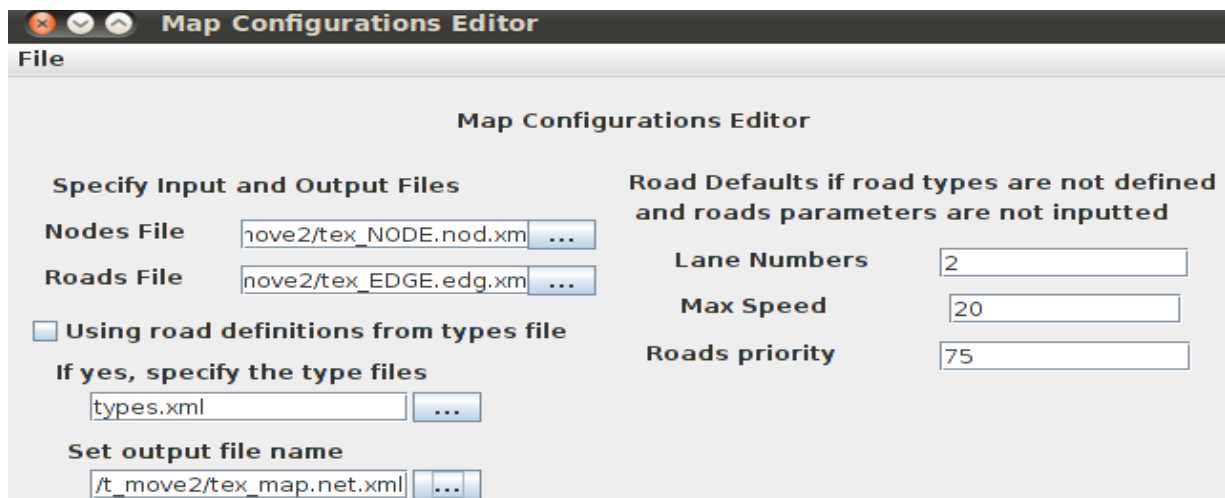 Map Configurations Editor
File
Map Configurations Editor
Specify Input and Output Files
Nodes File
nove2/tex_NODE.nod.xm ...
Roads File
nove2/tex_EDGE.edg.xm ...
Using road definitions from types file
If yes, specify the type files
types.xml ...
Set output file name
/t_move2/tex_map.net.xml ...
Road Defaults if road types are not defined
and roads parameters are not inputted
Lane Numbers 2
Max Speed 20
Roads priority 75